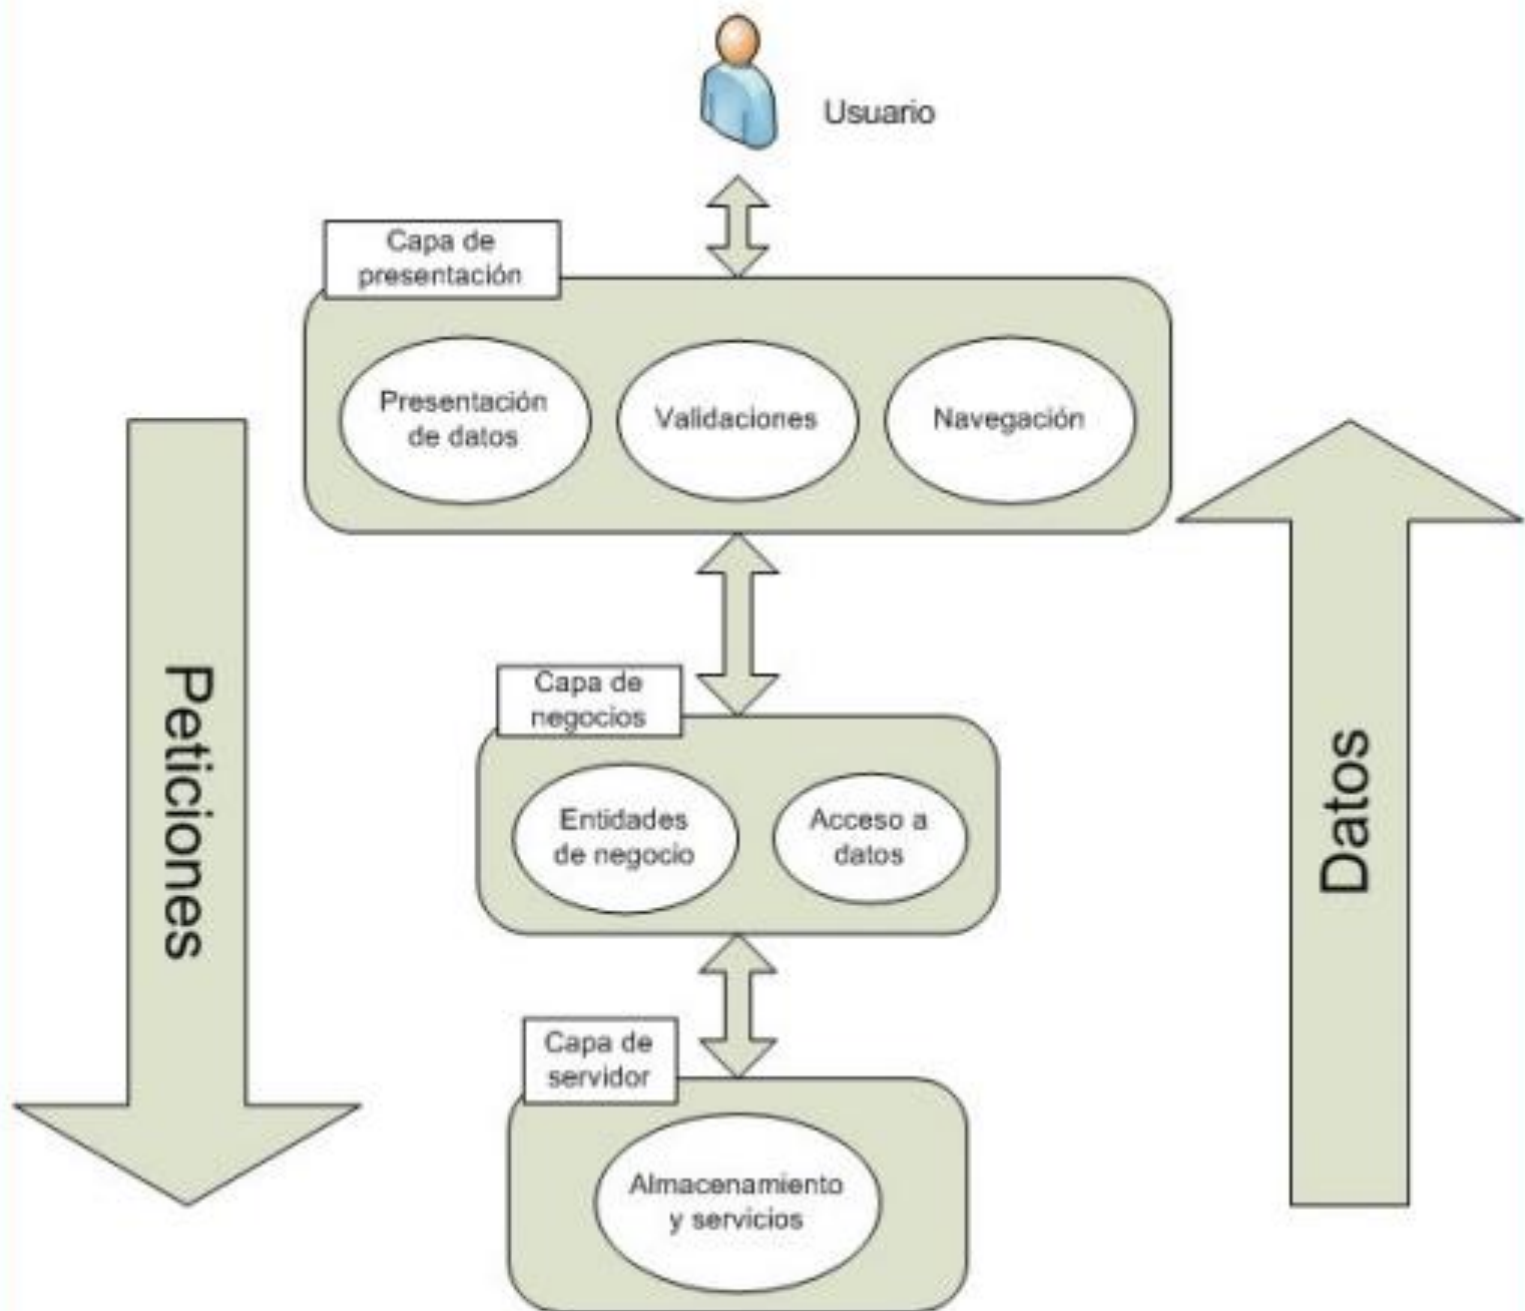 Usuario
Capa de
presentación
Presentación
de datos
Validaciones
Navegación
Peticiones
Capa de
negocios
Entidades
de negocio
Acceso a
datos
Datos
Capa de
servidor
Almacenamiento
y servicios